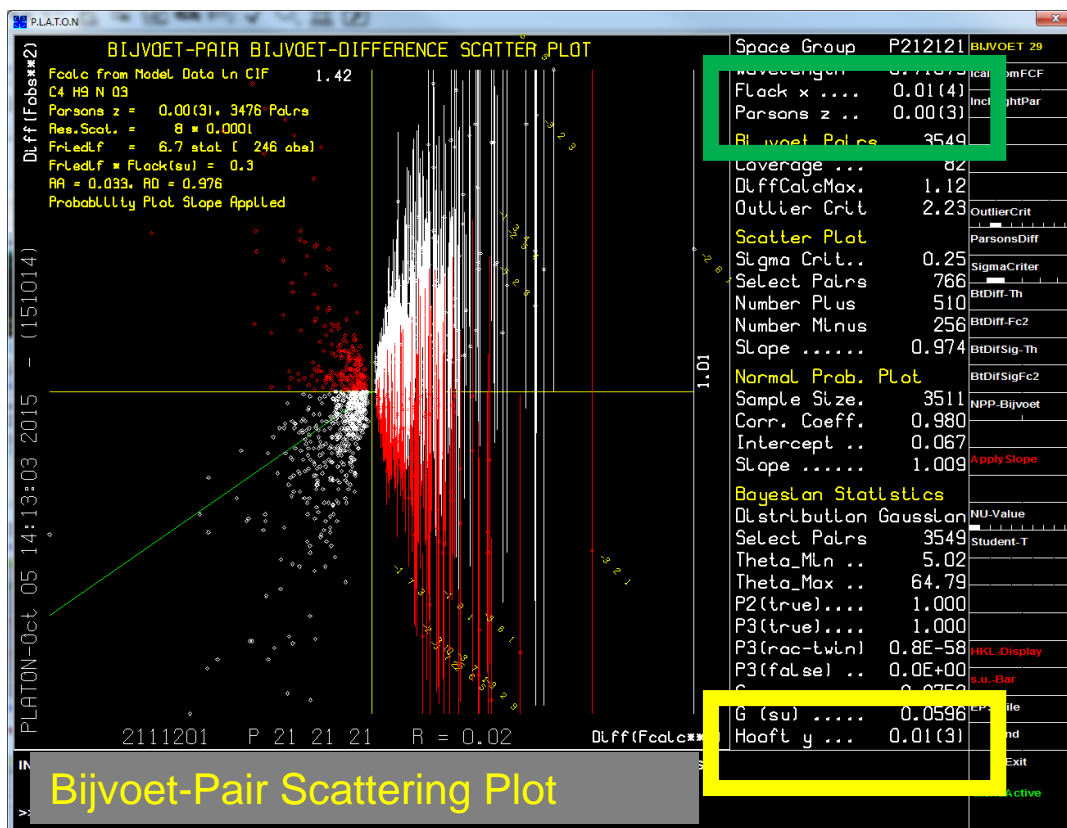 P.L.A.T.O.N
BIJVOET-PAIR BIJVOET-DIFFERENCE SCATTER PLOT
Fcalc from Model Data in CIF
1.42
C4 H9 N O3
Parsons z = 0.00(3), 3476 Pairs
Res.Scat. = 8 * 0.0001
Friedif = 6.7 stat ( 246 obs)
Friedif * Flack(su) = 0.3
RA = 0.033, RD = 0.976
Probability Plot Slope Applied
Diff(Fobs**2)
PLATON-Oct 05 14:13:03 2015 - (151014)
1.01
2111201 P 21 21 21 R = 0.02
Space Group P212121
Flack x .... 0.01(4)
Parsons z .. 0.00(3)
Bijvoet Pairs 3549
Coverage ... 82
DiffCalcMax. 1.12
Outlier Crit 2.23
Scatter Plot
Sigma Crit.. 0.25
Select Pairs 766
Number Plus 510
Number Minus 256
Slope ...... 0.974
Normal Prob. Plot
Sample Size. 3511
Corr. Coeff. 0.980
Intercept .. 0.067
Slope ...... 1.009
Bayesian Statistics
Distribution Gaussian
Select Pairs 3549
Theta_Min .. 5.02
Theta_Max .. 64.79
P2(true).... 1.000
P3(true).... 1.000
P3(rac-twin) 0.8E-58
P3(false) .. 0.0E+00
G (su) ..... 0.0596
Hooft y ... 0.01(3)
BIJVOET 29
OutlierCrit
ParsonsDiff
SigmaCriter
BtDiff-Th
BtDiff-Fc2
BtDifSig-Th
BtDifSigFc2
NPP-Bijvoet
ApplySlope
NU-Value
Student-T
HKL-Display
s.u.-Bar
Exit
Bijvoet-Pair Scattering Plot